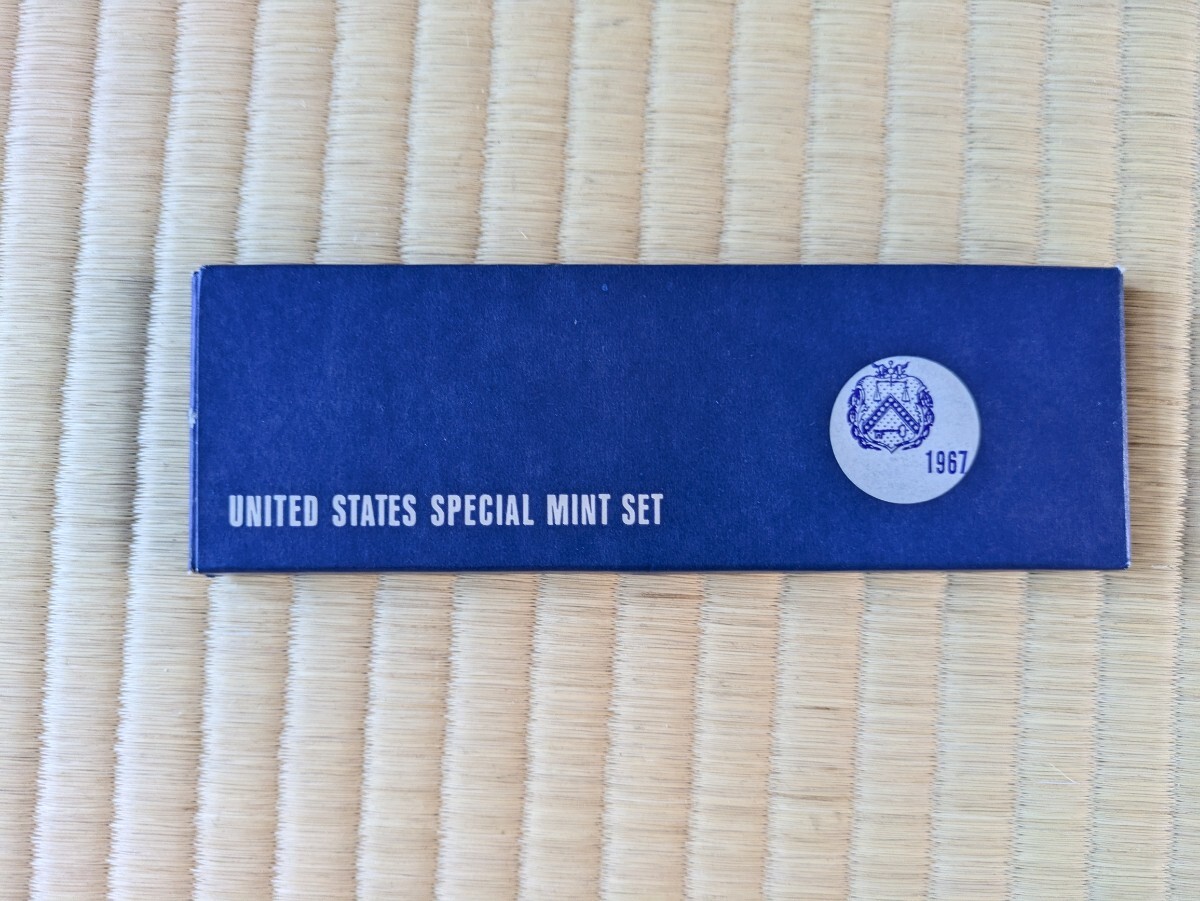 1967
UNITED STATES SPECIAL MINT SET